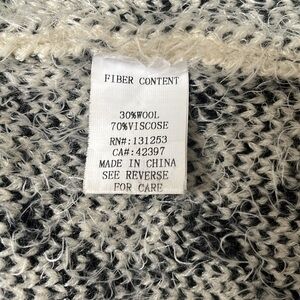 FIBER CONTENT
30%WOOL
70%VISCOSE
RN#:131253
CA#:42397
MADE IN CHINA
SEE REVERSE
FOR CARE